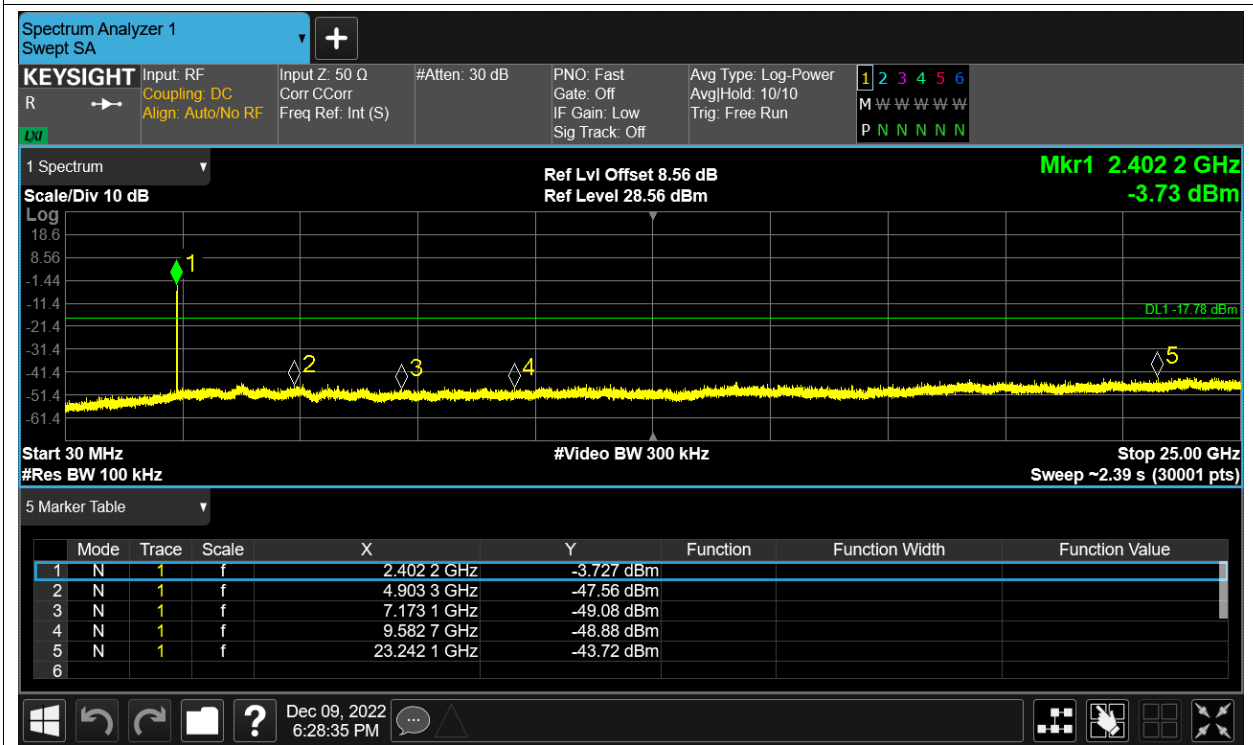 Spectrum Analyzer 1
Swept SA
+
KEYSIGHT
R
LXI
Input: RF
Coupling: DC
Align: Auto/No RF
Input Z: 50 Ω
Corr CCorr
Freq Ref: Int (S)
#Atten: 30 dB
PNO: Fast
Gate: Off
IF Gain: Low
Sig Track: Off
Avg Type: Log-Power
Avg|Hold: 10/10
Trig: Free Run
1 2 3 4 5 6
M W W W W W
P N N N N N
1 Spectrum
Scale/Div 10 dB
Ref Lvl Offset 8.56 dB
Ref Level 28.56 dBm
Mkr1 2.402 2 GHz
-3.73 dBm
Log
18.6
8.56
-1.44
-11.4
-21.4
-31.4
-41.4
-51.4
-61.4
1
DL1 -17.78 dBm
2
3
4
5
Start 30 MHz
#Video BW 300 kHz
Stop 25.00 GHz
#Res BW 100 kHz
Sweep ~2.39 s (30001 pts)
5 Marker Table
Mode Trace Scale X Y Function Function Width Function Value
1 N 1 f 2.402 2 GHz -3.727 dBm
2 N 1 f 4.903 3 GHz -47.56 dBm
3 N 1 f 7.173 1 GHz -49.08 dBm
4 N 1 f 9.582 7 GHz -48.88 dBm
5 N 1 f 23.242 1 GHz -43.72 dBm
6
?
Dec 09, 2022
6:28:35 PM